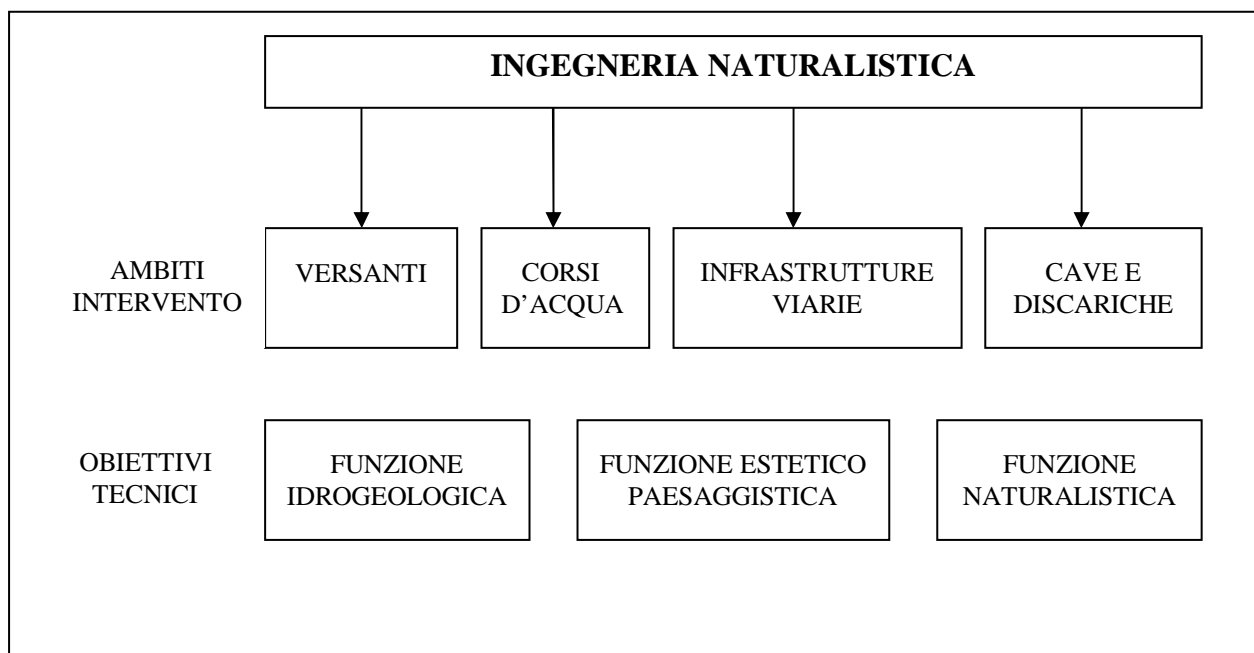 INGEGNERIA NATURALISTICA
AMBITI
INTERVENTO
VERSANTI
CORSI
D’ACQUA
INFRASTRUTTURE
VIARIE
CAVE E
DISCARICHE
OBIETTIVI
TECNICI
FUNZIONE
IDROGEOLOGICA
FUNZIONE ESTETICO
PAESAGGISTICA
FUNZIONE
NATURALISTICA